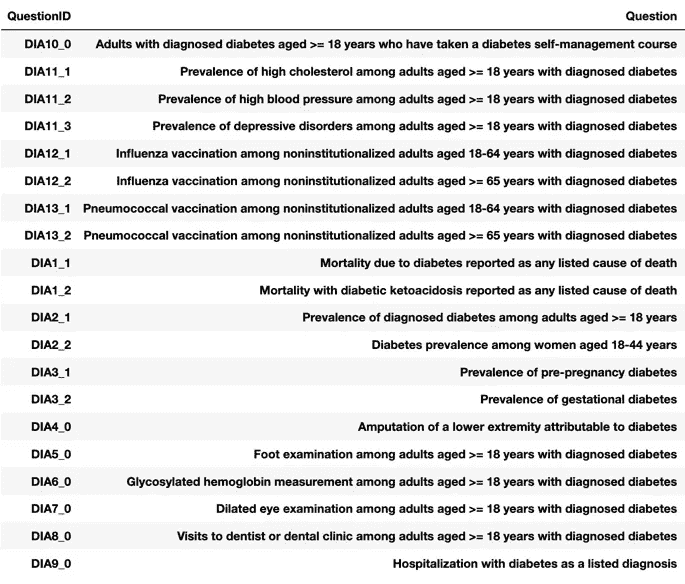 QuestionID Question
DIA10_0 Adults with diagnosed diabetes aged >= 18 years who have taken a diabetes self-management course
DIA11_1 Prevalence of high cholesterol among adults aged >= 18 years with diagnosed diabetes
DIA11_2 Prevalence of high blood pressure among adults aged >= 18 years with diagnosed diabetes
DIA11_3 Prevalence of depressive disorders among adults aged >= 18 years with diagnosed diabetes
DIA12_1 Influenza vaccination among noninstitutionalized adults aged 18-64 years with diagnosed diabetes
DIA12_2 Influenza vaccination among noninstitutionalized adults aged >= 65 years with diagnosed diabetes
DIA13_1 Pneumococcal vaccination among noninstitutionalized adults aged 18-64 years with diagnosed diabetes
DIA13_2 Pneumococcal vaccination among noninstitutionalized adults aged >= 65 years with diagnosed diabetes
DIA1_1 Mortality due to diabetes reported as any listed cause of death
DIA1_2 Mortality with diabetic ketoacidosis reported as any listed cause of death
DIA2_1 Prevalence of diagnosed diabetes among adults aged >= 18 years
DIA2_2 Diabetes prevalence among women aged 18-44 years
DIA3_1 Prevalence of pre-pregnancy diabetes
DIA3_2 Prevalence of gestational diabetes
DIA4_0 Amputation of a lower extremity attributable to diabetes
DIA5_0 Foot examination among adults aged >= 18 years with diagnosed diabetes
DIA6_0 Glycosylated hemoglobin measurement among adults aged >= 18 years with diagnosed diabetes
DIA7_0 Dilated eye examination among adults aged >= 18 years with diagnosed diabetes
DIA8_0 Visits to dentist or dental clinic among adults aged >= 18 years with diagnosed diabetes
DIA9_0 Hospitalization with diabetes as a listed diagnosis